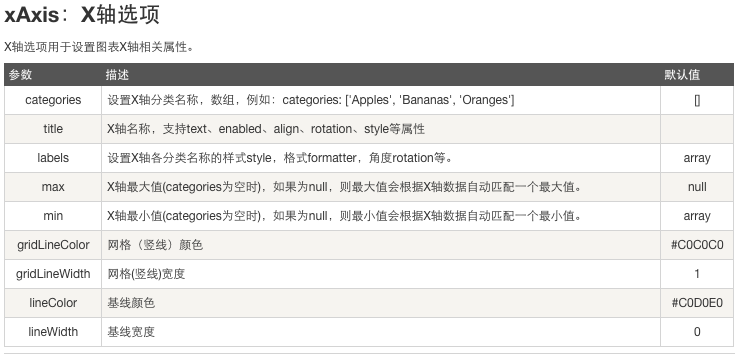 xAxis：X轴选项
X轴选项用于设置图表X轴相关属性。
参数 描述 默认值
categories 设置X轴分类名称，数组，例如：categories: ['Apples', 'Bananas', 'Oranges'] []
title X轴名称，支持text、enabled、align、rotation、style等属性
labels 设置X轴各分类名称的样式style，格式formatter，角度rotation等。 array
max X轴最大值(categories为空时)，如果为null，则最大值会根据X轴数据自动匹配一个最大值。 null
min X轴最小值(categories为空时)，如果为null，则最小值会根据X轴数据自动匹配一个最小值。 array
gridLineColor 网格（竖线）颜色 #C0C0C0
gridLineWidth 网格(竖线)宽度 1
lineColor 基线颜色 #C0D0E0
lineWidth 基线宽度 0